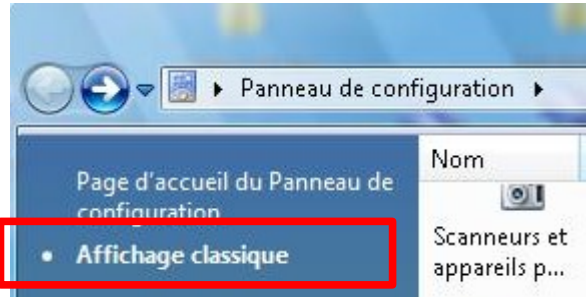 Panneau de configuration
Page d'accueil du Panneau de
configuration
Affichage classique
Nom
Scanneurs et
appareils p...